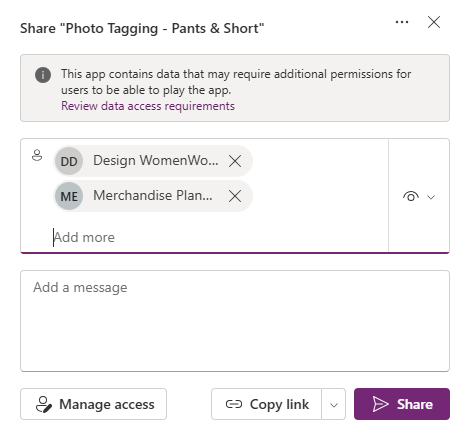 Share "Photo Tagging - Pants & Short"
This app contains data that may require additional permissions for
users to be able to play the app.
Review data access requirements
DD Design WomenWo...
ME Merchandise Plan...
Add more
Add a message
Manage access
Copy link
Share